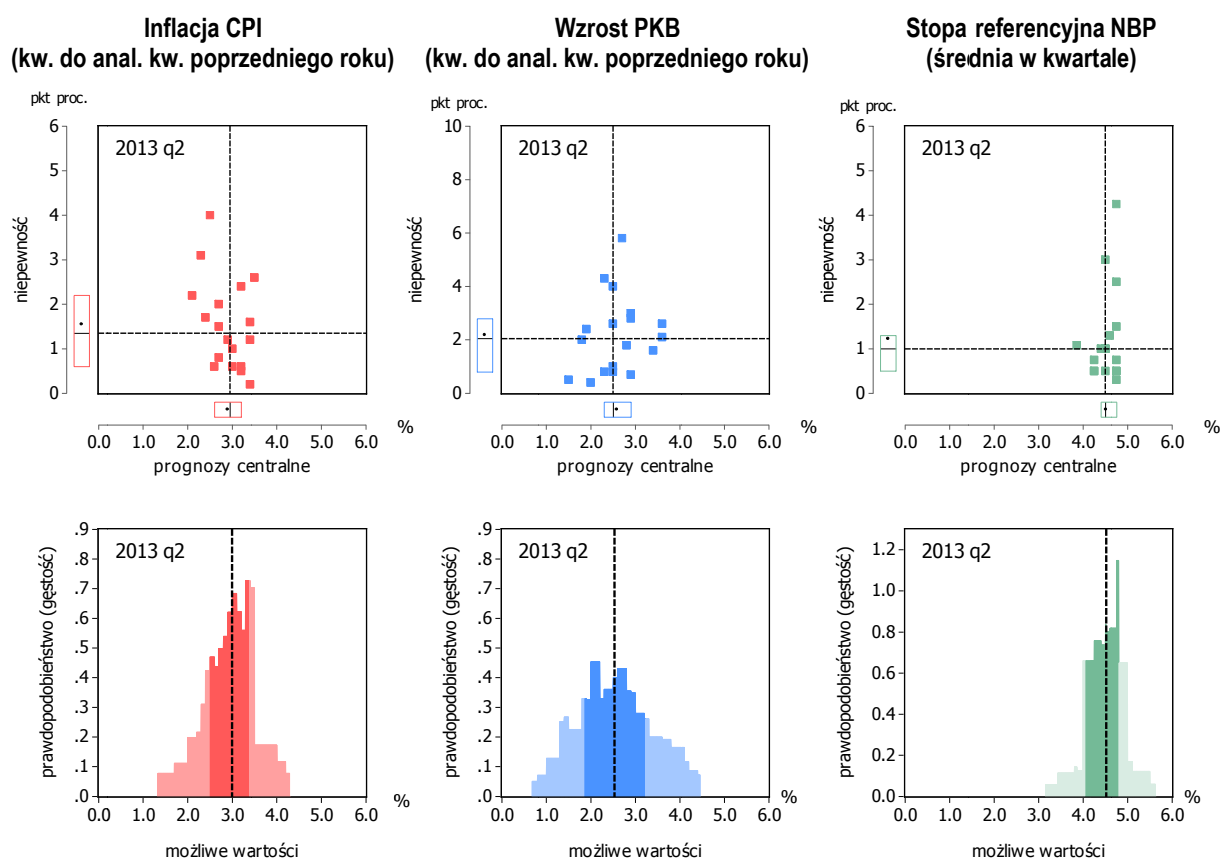 Inflacja CPI
(kw. do anal. kw. poprzedniego roku)
Wzrost PKB
(kw. do anal. kw. poprzedniego roku)
Stopa referencyjna NBP
(średnia w kwartale)
pkt proc.
6
5
4
3
2
1
0
niepewność
2013 q2
0.0 1.0 2.0 3.0 4.0 5.0 6.0
%
prognozy centralne
pkt proc.
10
8
6
4
2
0
niepewność
2013 q2
0.0 1.0 2.0 3.0 4.0 5.0 6.0
%
prognozy centralne
pkt proc.
6
5
4
3
2
1
0
niepewność
2013 q2
0.0 1.0 2.0 3.0 4.0 5.0 6.0
%
prognozy centralne
.9
.8
.7
.6
.5
.4
.3
.2
.1
.0
prawdopodobieństwo (gęstość)
2013 q2
0.0 1.0 2.0 3.0 4.0 5.0 6.0
%
możliwe wartości
.9
.8
.7
.6
.5
.4
.3
.2
.1
.0
prawdopodobieństwo (gęstość)
2013 q2
0.0 1.0 2.0 3.0 4.0 5.0 6.0
%
możliwe wartości
1.2
1.0
0.8
0.6
0.4
0.2
0.0
prawdopodobieństwo (gęstość)
2013 q2
0.0 1.0 2.0 3.0 4.0 5.0 6.0
%
możliwe wartości